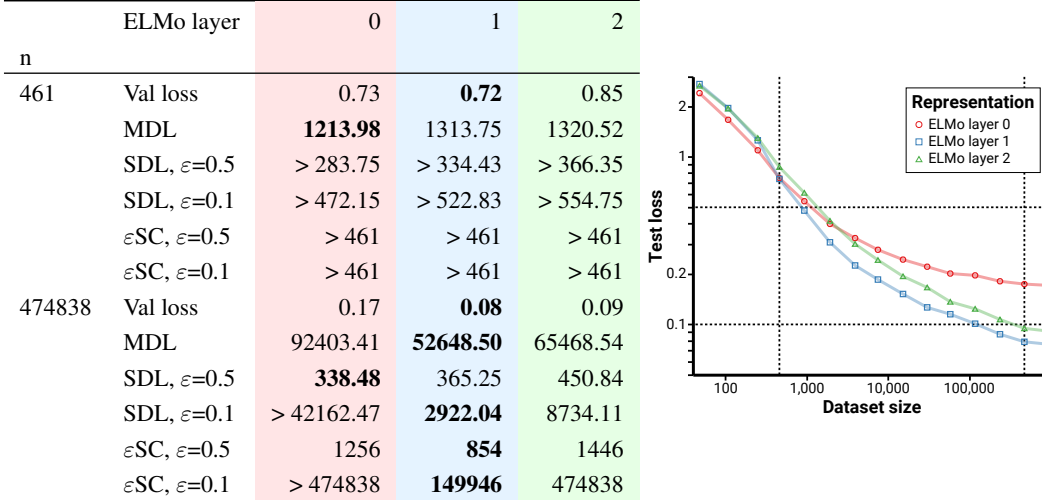 ELMo layer 0 1 2
n
461 Val loss 0.73 0.72 0.85
MDL 1213.98 1313.75 1320.52
SDL, ε=0.5 > 283.75 > 334.43 > 366.35
SDL, ε=0.1 > 472.15 > 522.83 > 554.75
εSC, ε=0.5 > 461 > 461 > 461
εSC, ε=0.1 > 461 > 461 > 461
474838 Val loss 0.17 0.08 0.09
MDL 92403.41 52648.50 65468.54
SDL, ε=0.5 338.48 365.25 450.84
SDL, ε=0.1 > 42162.47 2922.04 8734.11
εSC, ε=0.5 1256 854 1446
εSC, ε=0.1 > 474838 149946 474838
Test loss
2
1
0.2
0.1
Representation
ELMo layer 0
ELMo layer 1
ELMo layer 2
100 1,000 10,000 100,000
Dataset size